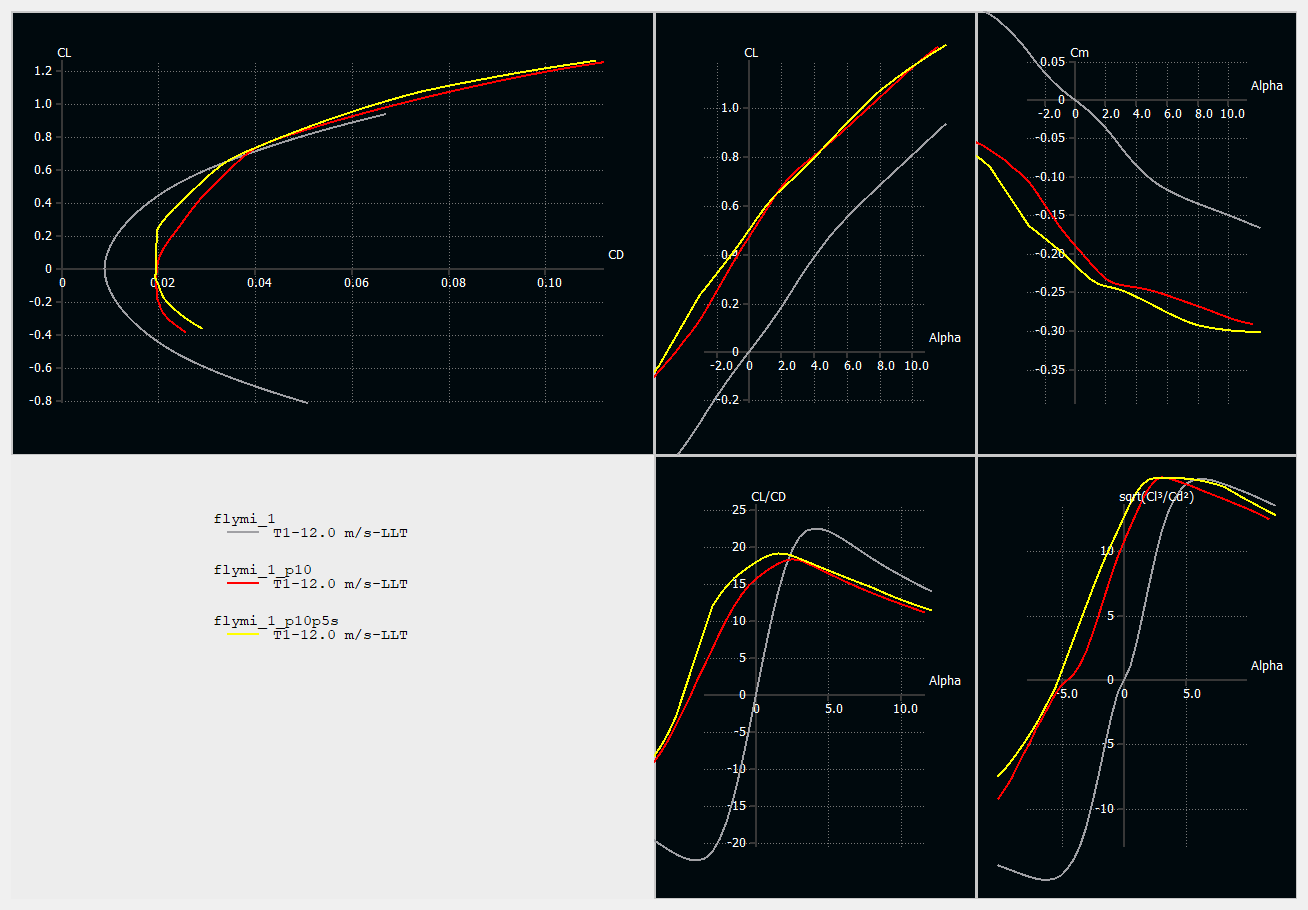 CL
1.2
1.0
0.8
0.6
0.4
0.2
0
-0.2
-0.4
-0.6
-0.8
0 0.02 0.04 0.06 0.08 0.10
CD
CL
1.0
0.8
0.6
0.4
0.2
0
-0.2
-2.0 0 2.0 4.0 6.0 8.0 10.0
Alpha
Cm
0.05
0
-0.05
-0.10
-0.15
-0.20
-0.25
-0.30
-0.35
-2.0 0 2.0 4.0 6.0 8.0 10.0
Alpha
flymi_1
T1-12.0 m/s-LLT
flymi_1_p10
T1-12.0 m/s-LLT
flymi_1_p10p5s
T1-12.0 m/s-LLT
CL/CD
25
20
15
10
5
0
-5
-10
-15
-20
0 5.0 10.0
Alpha
sqrt(Cl³/Cd²)
10
5
0
-5
-10
-5.0 0 5.0
Alpha